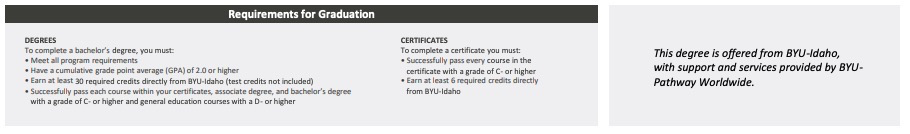 Requirements for Graduation
DEGREES
To complete a bachelor's degree, you must:
• Meet all program requirements
• Have a cumulative grade point average (GPA) of 2.0 or higher
• Earn at least 30 required credits directly from BYU-Idaho (test credits not included)
• Successfully pass each course within your certificates, associate degree, and bachelor's degree
with a grade of C- or higher and general education courses with a D- or higher
CERTIFICATES
To complete a certificate you must:
• Successfully pass every course in the
certificate with a grade of C- or higher
• Earn at least 6 required credits directly
from BYU-Idaho
This degree is offered from BYU-Idaho,
with support and services provided by BYU-
Pathway Worldwide.